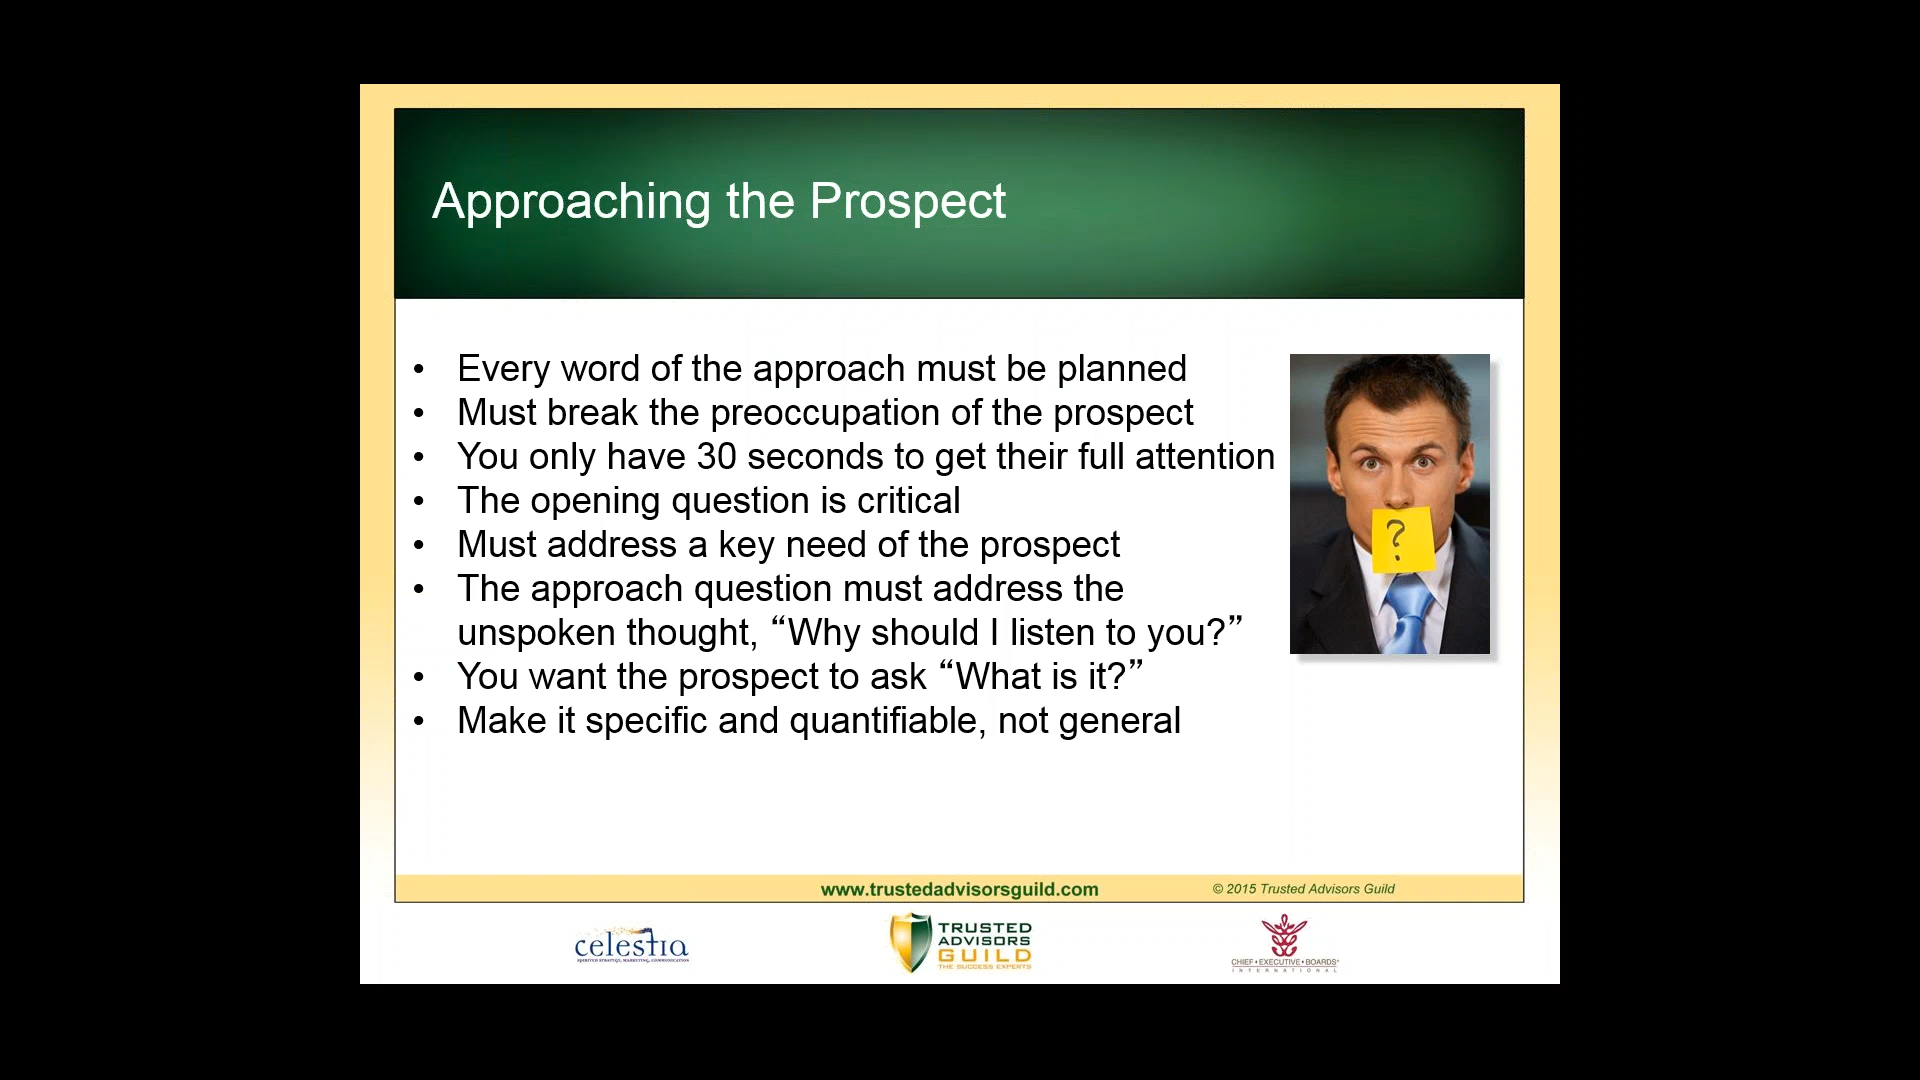 Approaching the Prospect
• Every word of the approach must be planned
• Must break the preoccupation of the prospect
• You only have 30 seconds to get their full attention
• The opening question is critical
• Must address a key need of the prospect
• The approach question must address the
unspoken thought, “Why should I listen to you?”
• You want the prospect to ask “What is it?”
• Make it specific and quantifiable, not general
?
www.trustedadvisorsguild.com
© 2015 Trusted Advisors Guild
celestia
SPIRITED STRATEGY, MARKETING, COMMUNICATION
TRUSTED
ADVISORS
GUILD
THE SUCCESS EXPERTS
CHIEF • EXECUTIVE • BOARDS
INTERNATIONAL